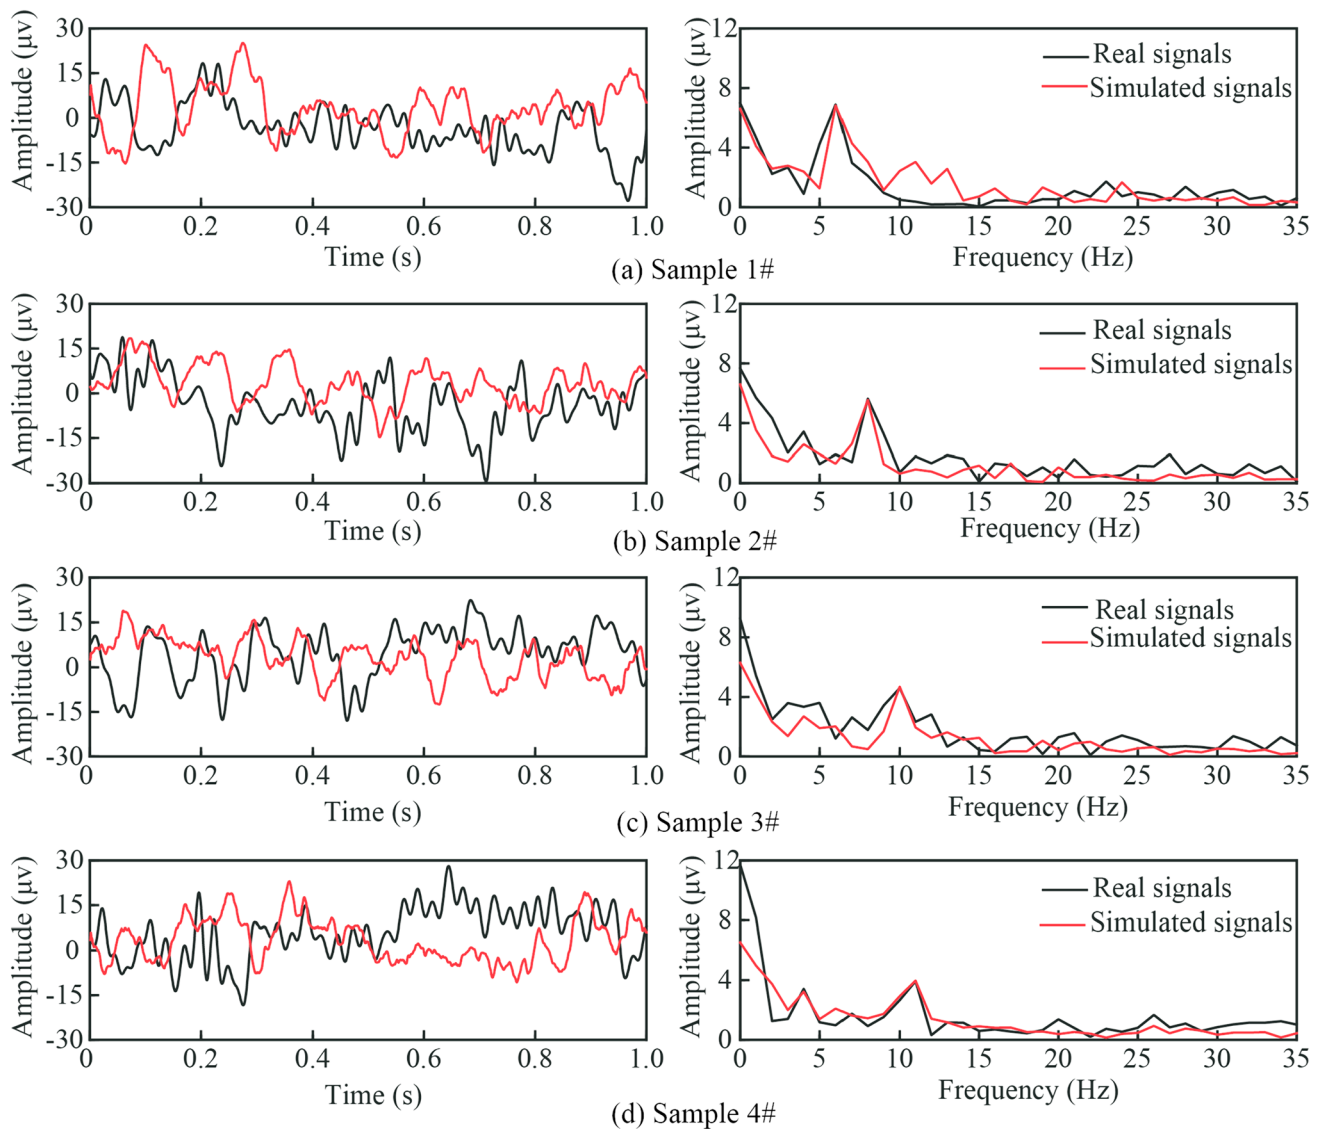 Amplitude (μv)
30
15
0
-15
-30
0 0.2 0.4 0.6 0.8 1.0
Time (s)
Amplitude (μv)
12
8
4
0
0 5 10 15 20 25 30 35
Frequency (Hz)
Real signals
Simulated signals
(a) Sample 1#
Amplitude (μv)
30
15
0
-15
-30
0 0.2 0.4 0.6 0.8 1.0
Time (s)
Amplitude (μv)
12
8
4
0
0 5 10 15 20 25 30 35
Frequency (Hz)
Real signals
Simulated signals
(b) Sample 2#
Amplitude (μv)
30
15
0
-15
-30
0 0.2 0.4 0.6 0.8 1.0
Time (s)
Amplitude (μv)
12
8
4
0
0 5 10 15 20 25 30 35
Frequency (Hz)
Real signals
Simulated signals
(c) Sample 3#
Amplitude (μv)
30
15
0
-15
-30
0 0.2 0.4 0.6 0.8 1.0
Time (s)
Amplitude (μv)
12
8
4
0
0 5 10 15 20 25 30 35
Frequency (Hz)
Real signals
Simulated signals
(d) Sample 4#